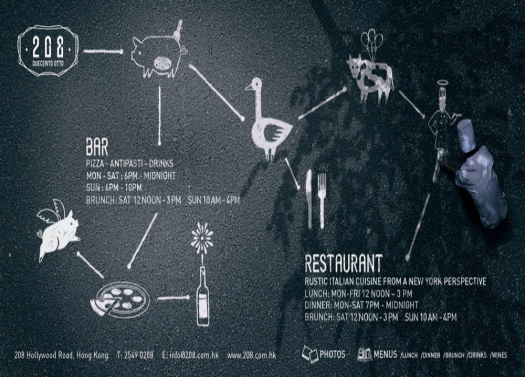 208
DUECENTO OTTO
BAR
PIZZA - ANTIPASTI - DRINKS
MON - SAT : 6PM - MIDNIGHT
SUN : 6PM - 10PM
BRUNCH: SAT 12 NOON - 3 PM SUN 10 AM - 4PM
RESTAURANT
RUSTIC ITALIAN CUISINE FROM A NEW YORK PERSPECTIVE
LUNCH: MON-FRI 12 NOON - 3 PM
DINNER: MON-SAT 7PM - MIDNIGHT
BRUNCH: SAT 12 NOON - 3 PM SUN 10 AM - 4PM
208 Hollywood Road, Hong Kong T: 2549 0208 E: info@208.com.hk www.208.com.hk
PHOTOS MENUS /LUNCH /DINNER /BRUNCH /DRINKS /WINES